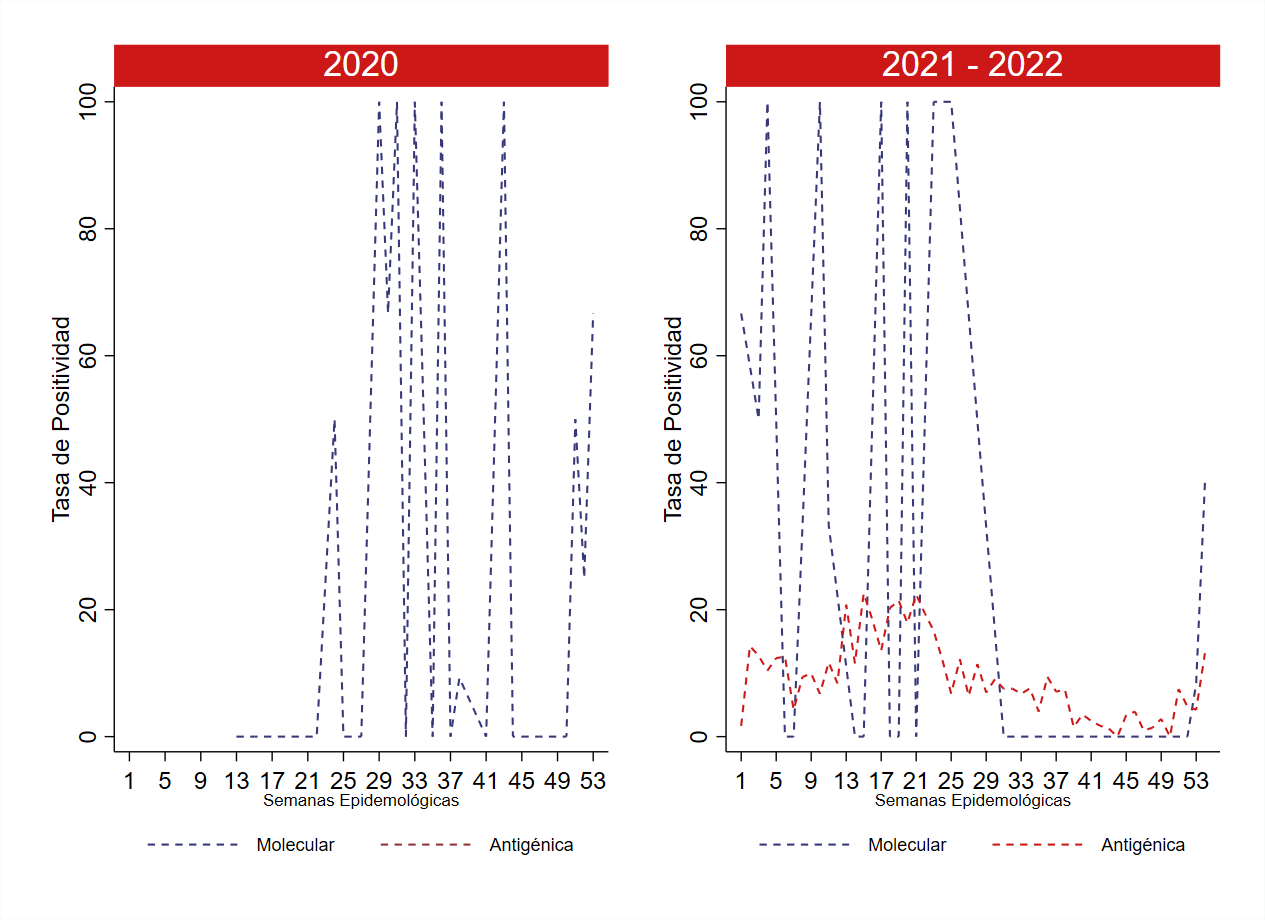 2020
Tasa de Positividad
100
80
60
40
20
0
1 5 9 13 17 21 25 29 33 37 41 45 49 53
Semanas Epidemológicas
Molecular Antigénica
2021 - 2022
Tasa de Positividad
100
80
60
40
20
0
1 5 9 13 17 21 25 29 33 37 41 45 49 53
Semanas Epidemológicas
Molecular Antigénica